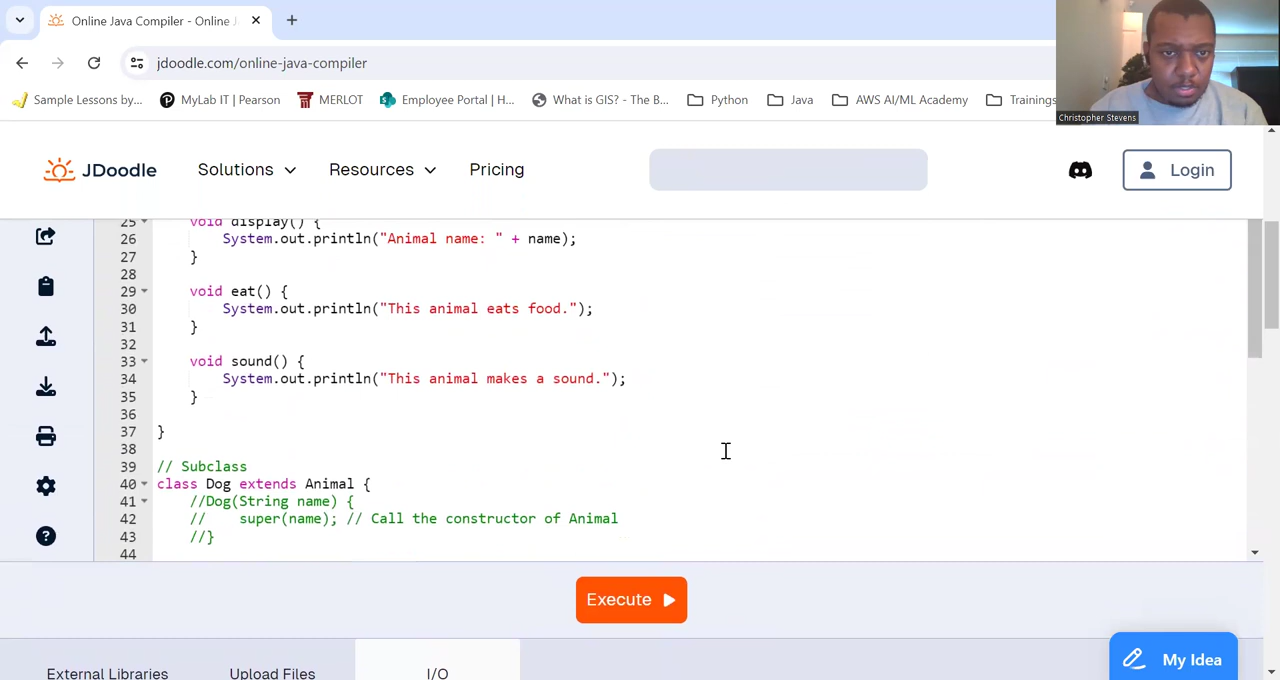 Online Java Compiler - Online J
jdoodle.com/online-java-compiler
Sample Lessons by... MyLab IT | Pearson MERLOT Employee Portal | H... What is GIS? - The B... Python Java AWS AI/ML Academy Trainings
Christopher Stevens
JDoodle Solutions Resources Pricing Login
25 void display() {
26 System.out.println("Animal name: " + name);
27 }
28
29 void eat() {
30 System.out.println("This animal eats food.");
31 }
32
33 void sound() {
34 System.out.println("This animal makes a sound.");
35 }
36
37 }
38
39 // Subclass
40 class Dog extends Animal {
41 //Dog(String name) {
42 // super(name); // Call the constructor of Animal
43 //}
44
Execute
My Idea
External Libraries Upload Files I/O